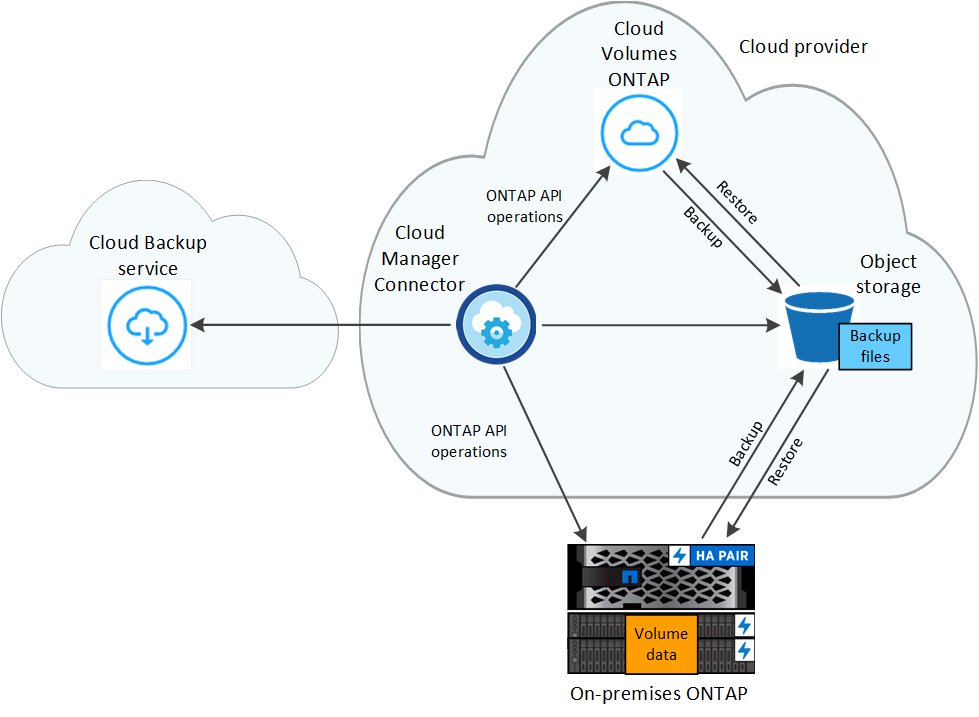 Cloud
Volumes
ONTAP
Cloud provider
ONTAP API
operations
Restore
Backup
Cloud Backup
service
Cloud
Manager
Connector
Object
storage
Backup
files
ONTAP API
operations
Backup
Restore
HA PAIR
Volume
data
On-premises ONTAP